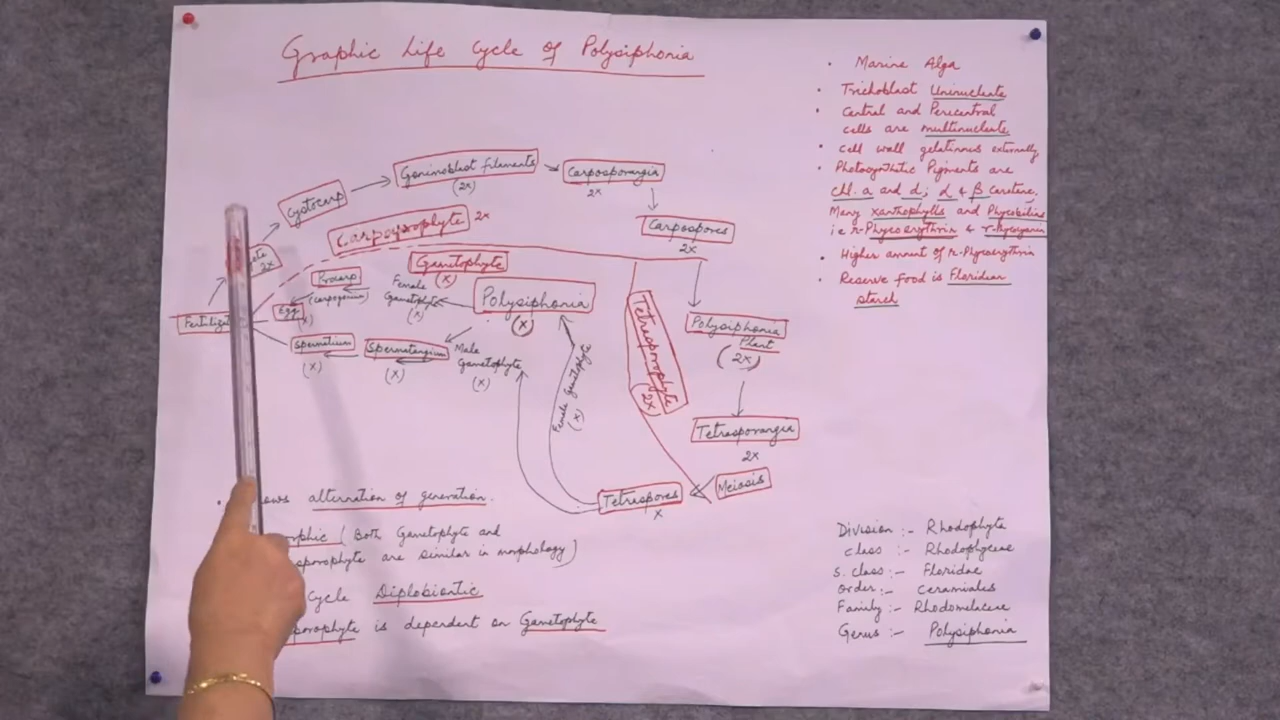 Graphic Life Cycle of Polysiphonia
Cystocarp
Gonimoblast filaments
(2x)
Carposporangia
2x
Carpospores
2x
2x
Carposporophyte 2x
Gametophyte
(x)
Procarp
(carpogonium)
Female
Gametophyte
(x)
Polysiphonia
(x)
Egg
(x)
Spermatium
(x)
Spermatangium
(x)
Male
Gametophyte
(x)
Female Gametophyte
(x)
Tetrasporophyte
(2x)
Polysiphonia
Plant
(2x)
Tetrasporangia
2x
Meiosis
Tetraspores
x
alternation of generation.
(Both Gametophyte and
are similar in morphology)
Cycle Diplobiontic
is dependent on Gametophyte
• Marine Alga
• Trichoblast Uninucleate
• Central and Pericentral
cells are multinucleate.
• Cell wall gelatinous externally
• Photosynthetic Pigments are
chl. a and d; α & β Carotene,
Many xanthophylls and Phycobilins
i.e r-Phycoerythrin & r-Phycocyanin
• Higher amount of r-Phycoerythrin
• Reserve food is Floridean
starch
Division :- Rhodophyta
Class :- Rhodophyceae
S. class :- Floridae
Order :- Ceramiales
Family :- Rhodomelaceae
Genus :- Polysiphonia